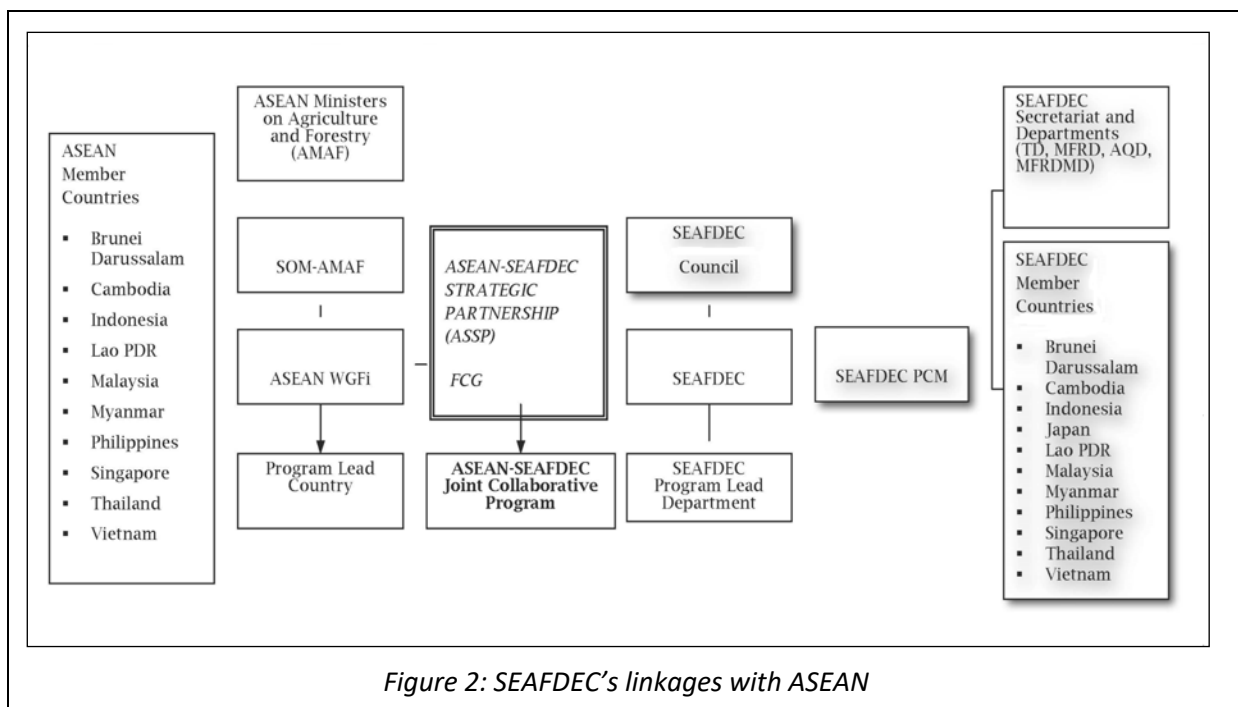 ASEAN
Member
Countries
▪ Brunei
Darussalam
▪ Cambodia
▪ Indonesia
▪ Lao PDR
▪ Malaysia
▪ Myanmar
▪ Philippines
▪ Singapore
▪ Thailand
▪ Vietnam
ASEAN Ministers
on Agriculture
and Forestry
(AMAF)
SOM-AMAF
ASEAN WGFi
Program Lead
Country
ASEAN-SEAFDEC
STRATEGIC
PARTNERSHIP
(ASSP)
FCG
ASEAN-SEAFDEC
Joint Collaborative
Program
SEAFDEC
Council
SEAFDEC
SEAFDEC
Program Lead
Department
SEAFDEC PCM
SEAFDEC
Secretariat and
Departments
(TD, MFRD, AQD,
MFRDMD)
SEAFDEC
Member
Countries
▪ Brunei
Darussalam
▪ Cambodia
▪ Indonesia
▪ Japan
▪ Lao PDR
▪ Malaysia
▪ Myanmar
▪ Philippines
▪ Singapore
▪ Thailand
▪ Vietnam
Figure 2: SEAFDEC’s linkages with ASEAN